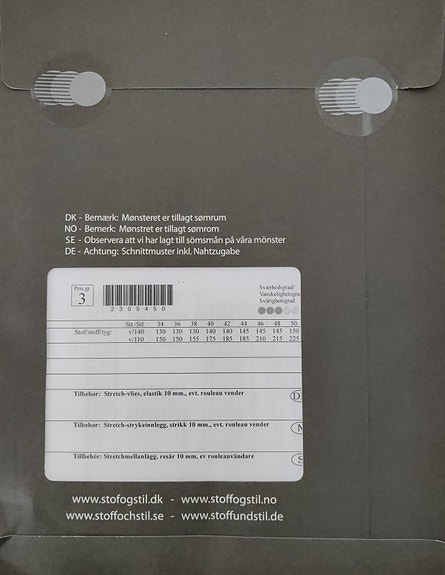 DK - Bemærk: Mønsteret er tillagt sømrum
NO - Bemerk: Mønstret er tillagt sømrom
SE - Observera att vi har lagt till sömsmån på våra mönster
DE - Achtung: Schnittmuster inkl. Nahtzugabe
Pris gr.
3
2305450
Sværhedsgrad/
Vanskelighetsgrad
Svårighetsgrad
Str/Stl 34 36 38 40 42 44 46 48 50
Stof/stoff/tyg: v/140 130 130 130 140 140 145 145 145 150
v/110 150 150 155 175 185 185 210 215 225
Tilbehør: Stretch-vlies, elastik 10 mm., evt. rouleau vender
D
Tilbehør: Stretch-strykeinnlegg, strikk 10 mm., evt. rouleau vender
N
Tillbehör: Stretchmellanlägg, resår 10 mm, ev rouleauvändare
S
www.stofogstil.dk - www.stoffogstil.no
www.stoffochstil.se - www.stoffundstil.de